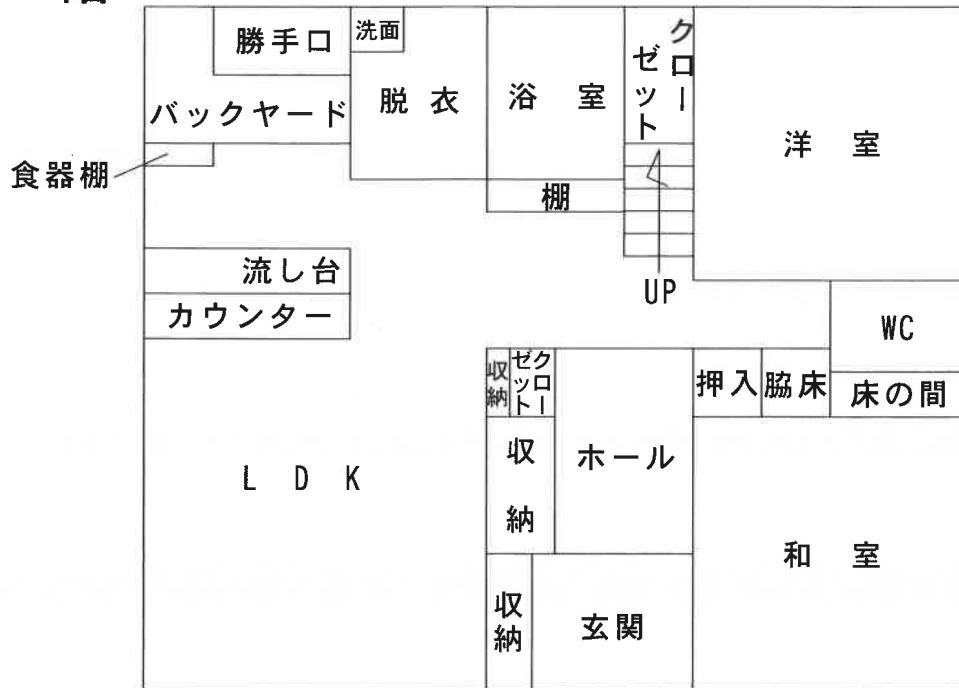 勝手口
洗面
クローゼット
脱衣
浴室
洋室
バックヤード
食器棚
棚
流し台
UP
カウンター
WC
収納
クローゼット
押入
脇床
床の間
収納
ホール
LDK
和室
収納
玄関